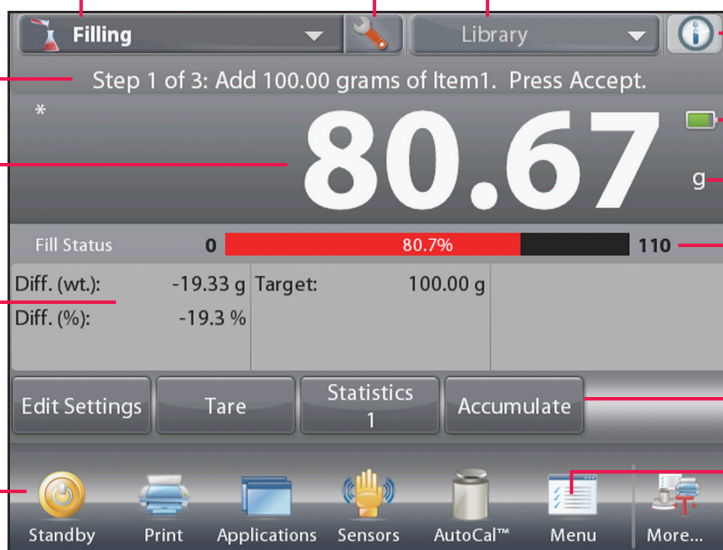 Filling Library
Step 1 of 3: Add 100.00 grams of Item1. Press Accept.
*
80.67
g
Fill Status 0 80.7% 110
Diff. (wt.): -19.33 g Target: 100.00 g
Diff. (%): -19.3 %
Edit Settings Tare Statistics 1 Accumulate
Standby Print Applications Sensors AutoCal™ Menu More...